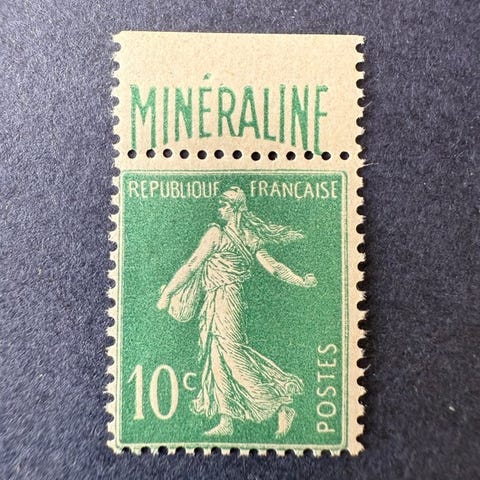 MINÉRALINE
REPUBLIQUE FRANÇAISE
10c
POSTES